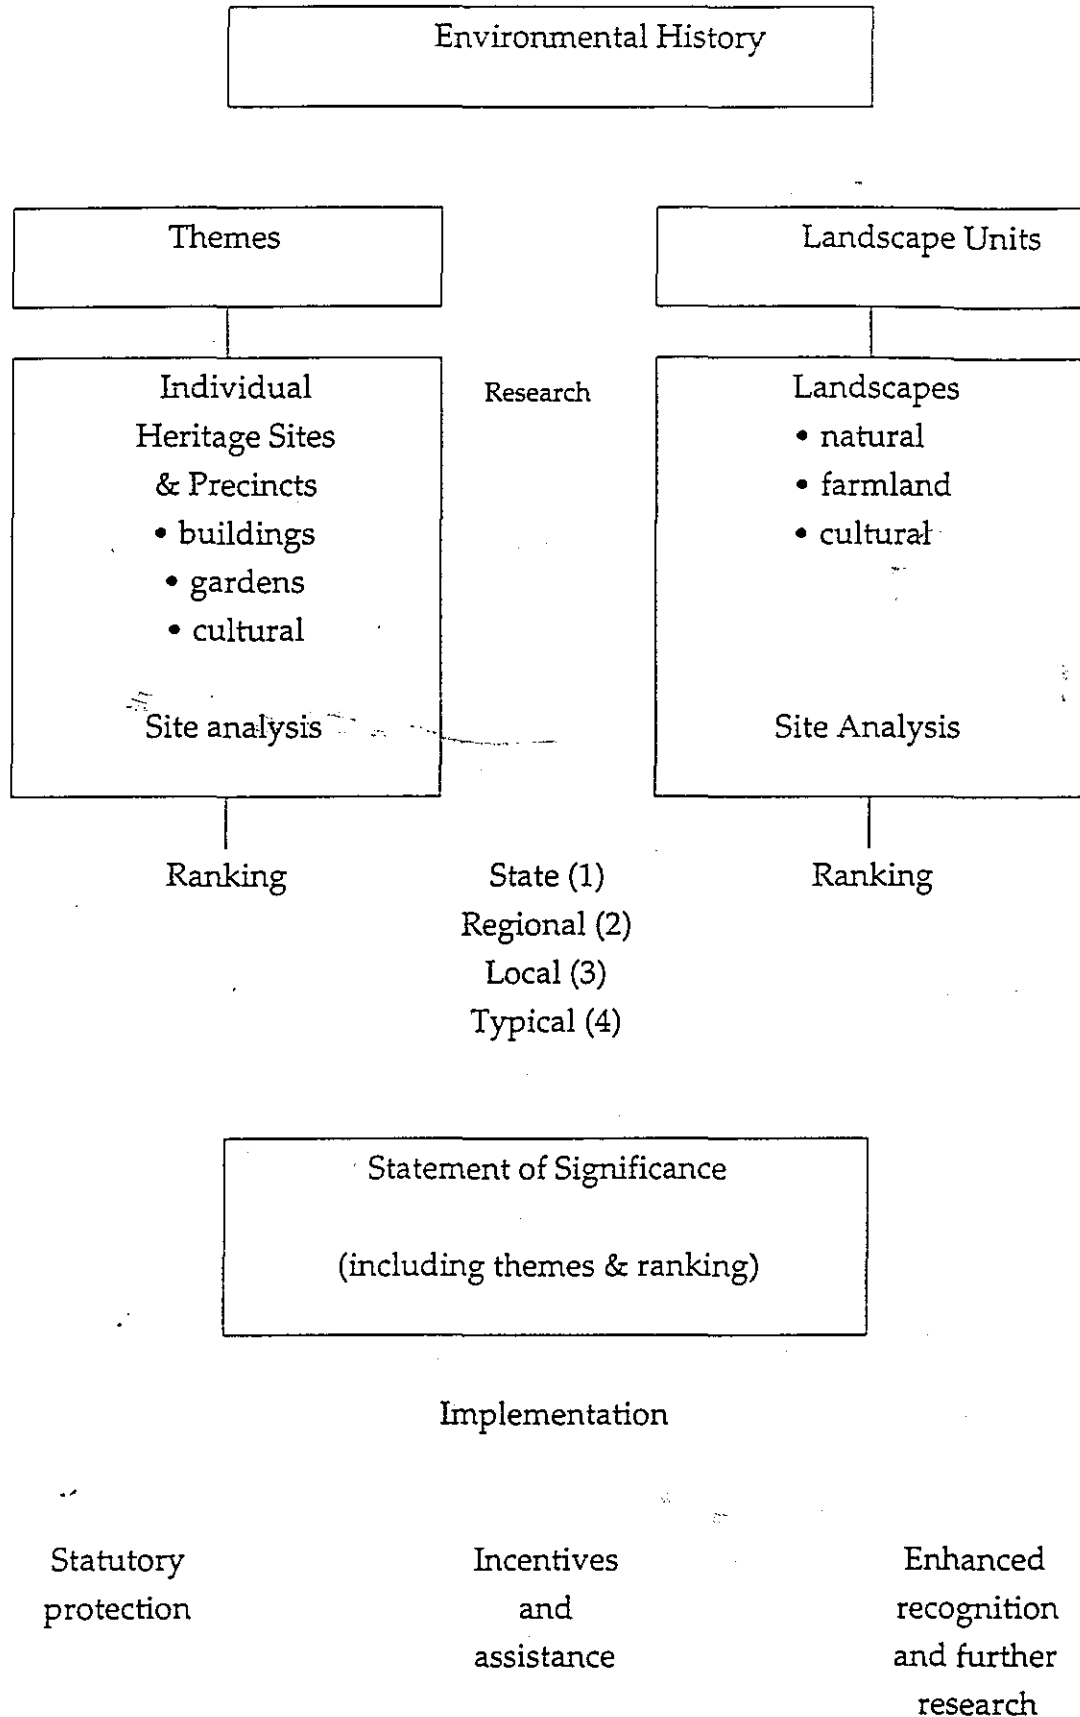 Environmental History
Themes
Landscape Units
Individual
Heritage Sites
& Precincts
• buildings
• gardens
• cultural
Site analysis
Research
Landscapes
• natural
• farmland
• cultural
Site Analysis
Ranking
State (1)
Regional (2)
Local (3)
Typical (4)
Ranking
Statement of Significance
(including themes & ranking)
Implementation
Statutory
protection
Incentives
and
assistance
Enhanced
recognition
and further
research